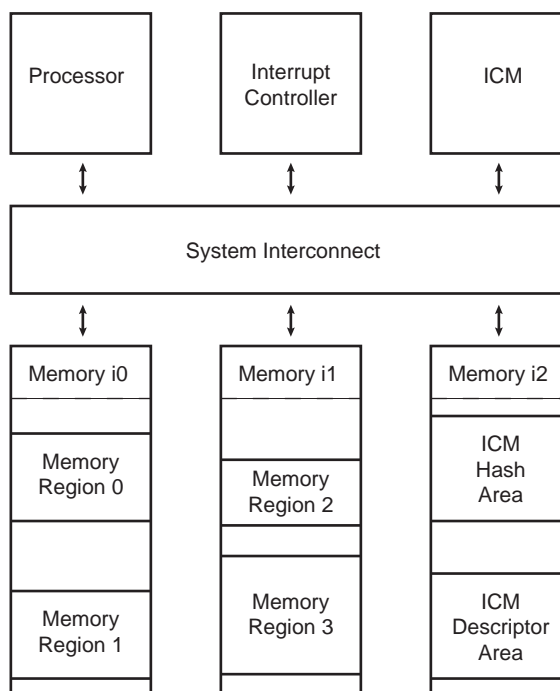 Processor
Interrupt
Controller
ICM
System Interconnect
Memory i0
Memory i1
Memory i2
Memory
Region 0
Memory
Region 1
Memory
Region 2
Memory
Region 3
ICM
Hash
Area
ICM
Descriptor
Area